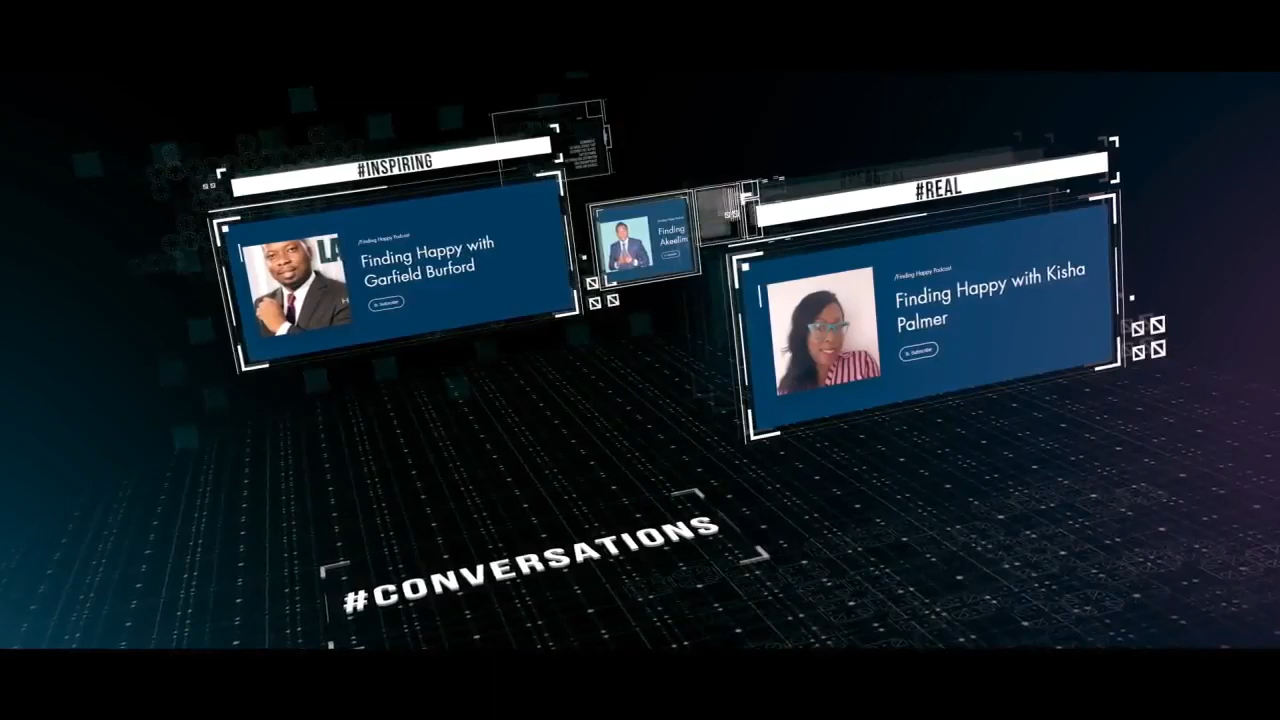 #INSPIRING
/Finding Happy Podcast
Finding Happy with
Garfield Burford
Subscribe
Finding
Akeelim
#REAL
/Finding Happy Podcast
Finding Happy with Kisha
Palmer
Subscribe
#CONVERSATIONS